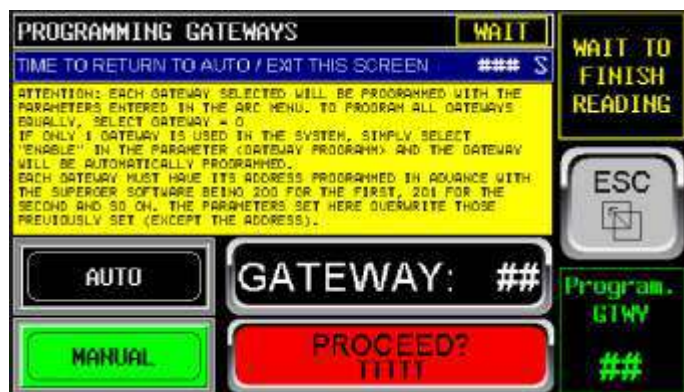 PROGRAMMING GATEWAYS
WAIT
TIME TO RETURN TO AUTO / EXIT THIS SCREEN ### S
ATTENTION: EACH GATEWAY SELECTED WILL BE PROGRAMMED WITH THE
PARAMETERS ENTERED IN THE ARC MENU. TO PROGRAM ALL GATEWAYS
EQUALLY, SELECT GATEWAY = 0
IF ONLY 1 GATEWAY IS USED IN THE SYSTEM, SIMPLY SELECT
"ENABLE" IN THE PARAMETER (GATEWAY PROGRAMM) AND THE GATEWAY
WILL BE AUTOMATICALLY PROGRAMMED.
EACH GATEWAY MUST HAVE ITS ADDRESS PROGRAMMED IN ADVANCE WITH
THE SUPERGER SOFTWARE BEING 200 FOR THE FIRST, 201 FOR THE
SECOND AND SO ON. THE PARAMETERS SET HERE OVERWRITE THOSE
PREVIOUSLY SET (EXCEPT THE ADDRESS).
WAIT TO
FINISH
READING
ESC
AUTO
GATEWAY: ##
Program.
GTWY
##
MANUAL
PROCEED?
TTTTT